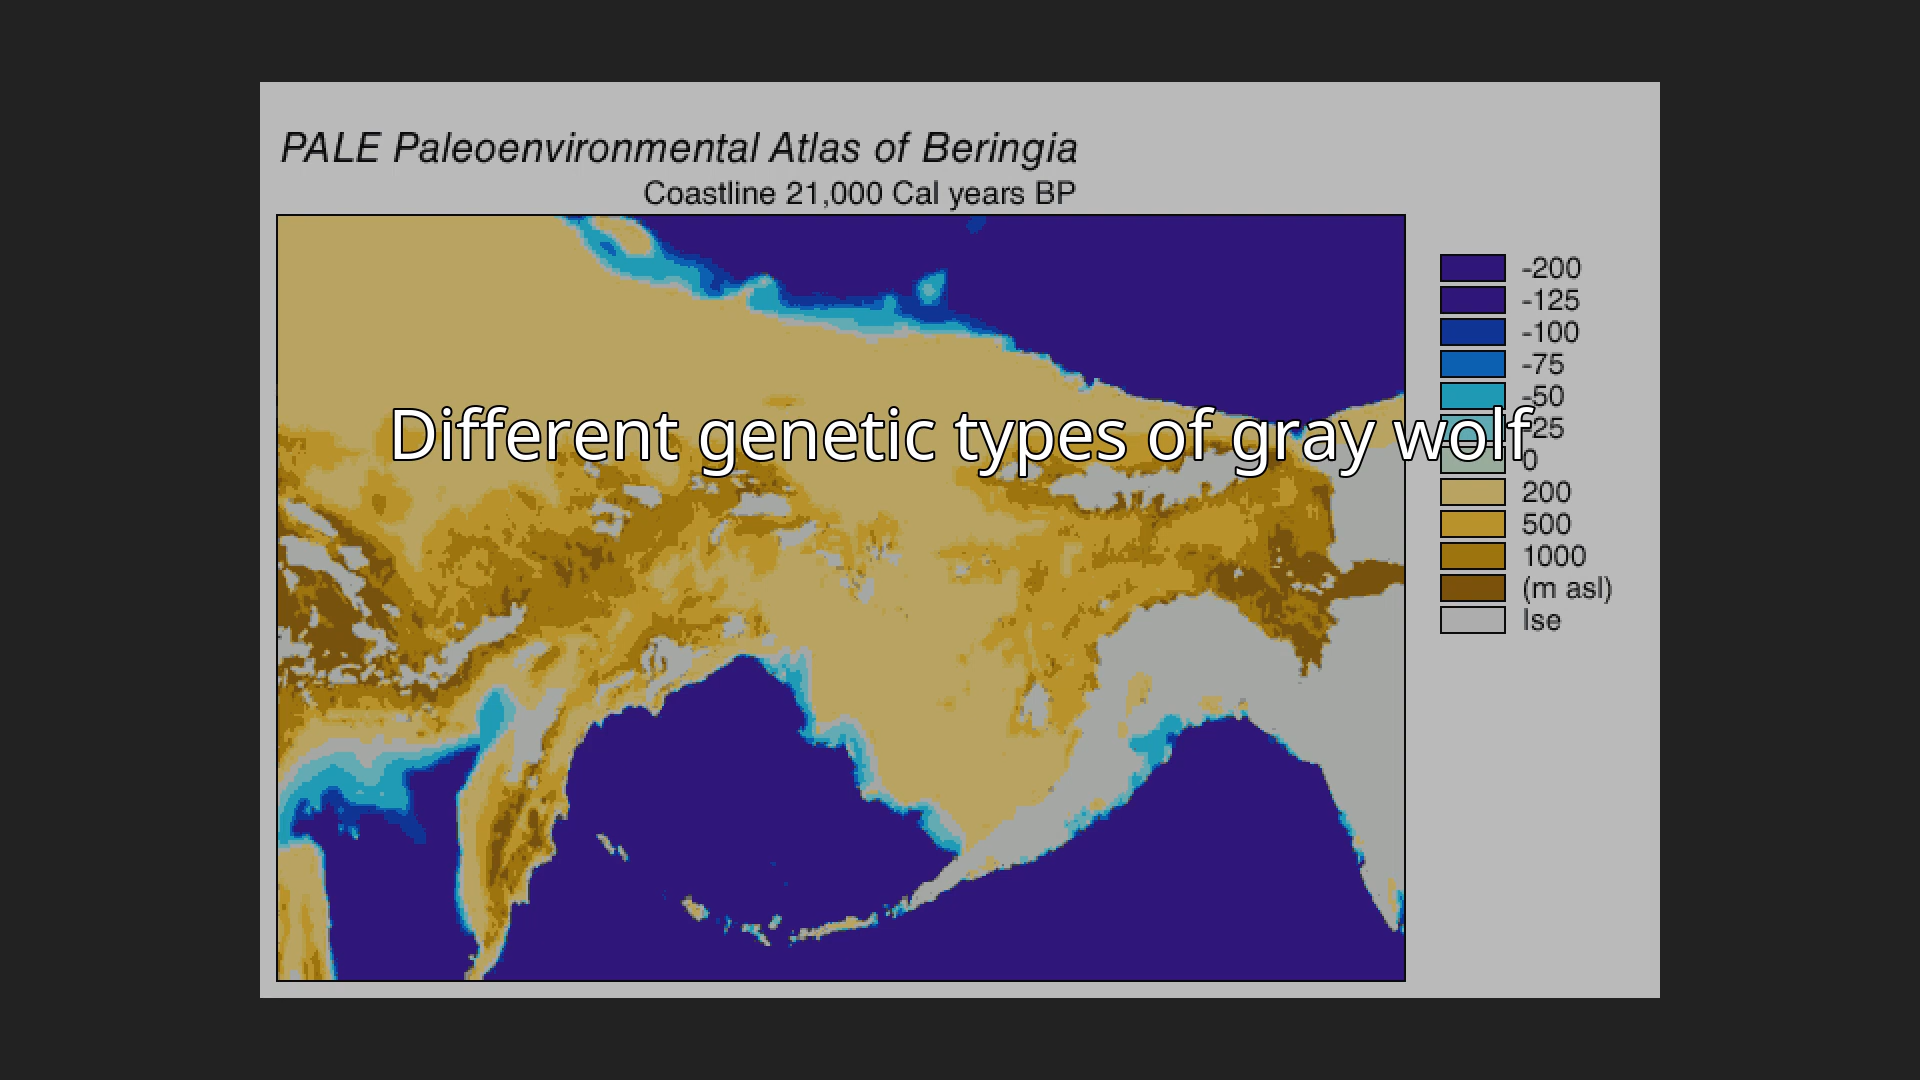 PALE Paleoenvironmental Atlas of Beringia
Coastline 21,000 Cal years BP
Different genetic types of gray wolf
-200
-125
-100
-75
-50
-25
0
200
500
1000
(m asl)
Ise